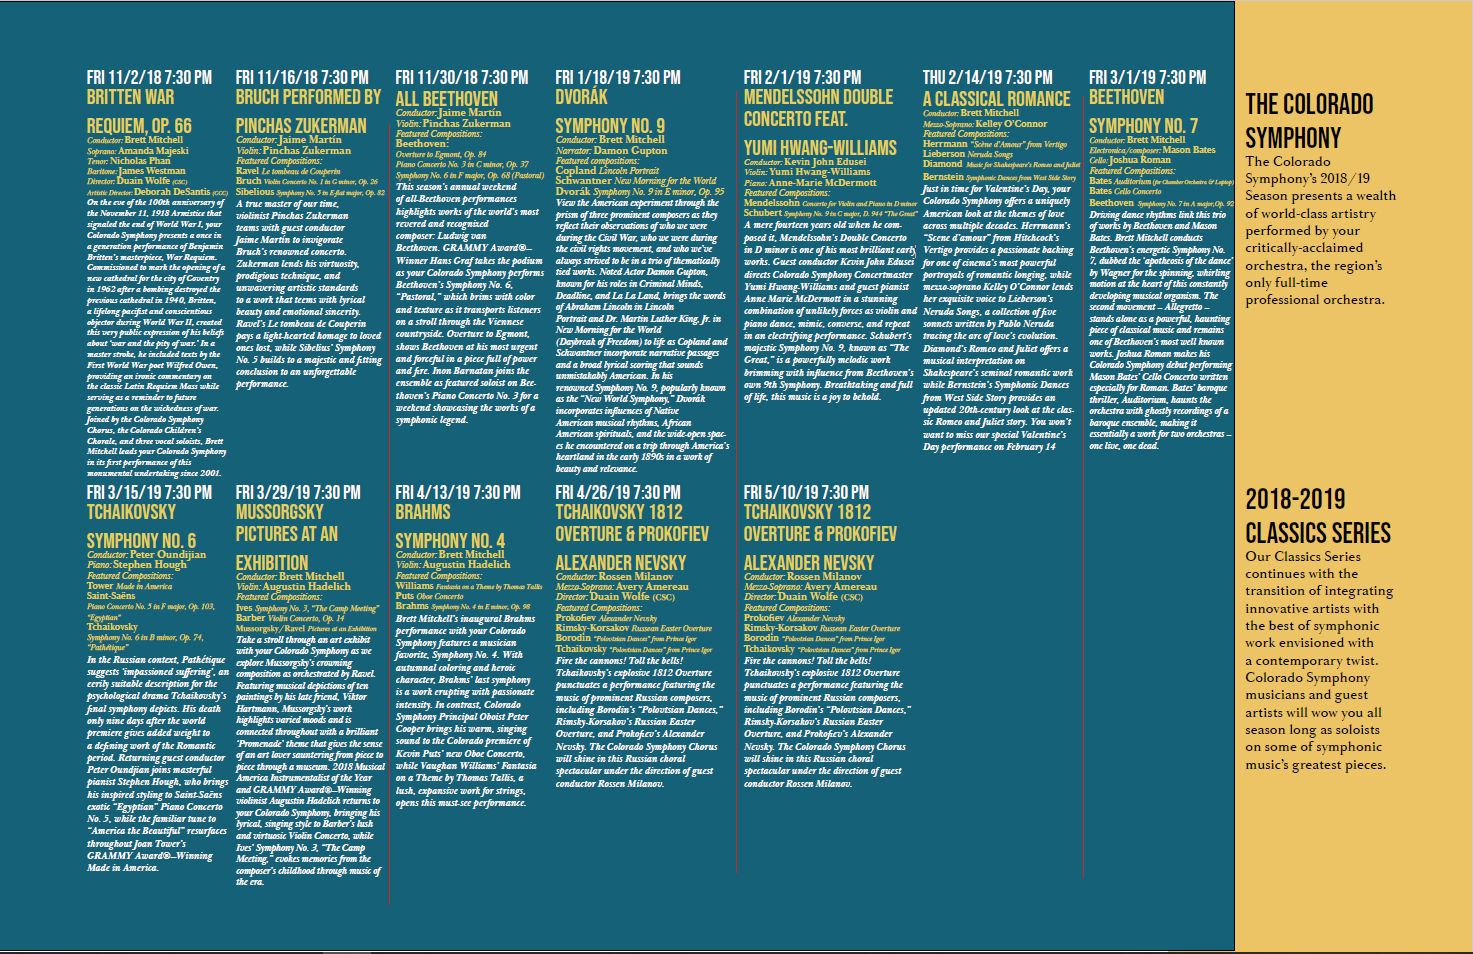 FRI 11/2/18 7:30 PM
BRITTEN WAR
REQUIEM, OP. 66
Conductor: Brett Mitchell
Soprano: Amanda Majeski
Tenor: Nicholas Phan
Baritone: James Westman
Director: Duain Wolfe (CSC)
Artistic Director: Deborah DeSantis (CCC)
On the eve of the 100th anniversary of
the November 11, 1918 Armistice that
signaled the end of World War I, your
Colorado Symphony presents a once in
a generation performance of Benjamin
Britten's masterpiece, War Requiem.
Commissioned to mark the opening of a
new cathedral for the city of Coventry
in 1962 after a bombing destroyed the
previous cathedral in 1940, Britten,
a lifelong pacifist and conscientious
objector during World War II, created
this very public expression of his beliefs
about 'war and the pity of war.' In a
master stroke, he included texts by the
First World War poet Wilfred Owen,
providing an ironic commentary on
the classic Latin Requiem Mass while
serving as a reminder to future
generations on the wickedness of war.
Joined by the Colorado Symphony
Chorus, the Colorado Children's
Chorale, and three vocal soloists, Brett
Mitchell leads your Colorado Symphony
in its first performance of this
monumental undertaking since 2001.
FRI 11/16/18 7:30 PM
BRUCH PERFORMED BY
PINCHAS ZUKERMAN
Conductor: Jaime Martín
Violin: Pinchas Zukerman
Featured Compositions:
Ravel Le tombeau de Couperin
Bruch Violin Concerto No. 1 in G minor, Op. 26
Sibelious Symphony No. 5 in E-flat major, Op. 82
A true master of our time,
violinist Pinchas Zukerman
teams with guest conductor
Jaime Martin to invigorate
Bruch's renowned concerto.
Zukerman lends his virtuosity,
prodigious technique, and
unwavering artistic standards
to a work that teems with lyrical
beauty and emotional sincerity.
Ravel's Le tombeau de Couperin
pays a light-hearted homage to loved
ones lost, while Sibelius' Symphony
No. 5 builds to a majestic and fitting
conclusion to an unforgettable
performance.
FRI 11/30/18 7:30 PM
ALL BEETHOVEN
Conductor: Jaime Martín
Violin: Pinchas Zukerman
Featured Compositions:
Beethoven:
Overture to Egmont, Op. 84
Piano Concerto No. 3 in C minor, Op. 37
Symphony No. 6 in F major, Op. 68 (Pastoral)
This season's annual weekend
of all-Beethoven performances
highlights works of the world's most
revered and recognized
composer: Ludwig van
Beethoven. GRAMMY Award®–
Winner Hans Graf takes the podium
as your Colorado Symphony performs
Beethoven's Symphony No. 6,
"Pastoral," which brims with color
and texture as it transports listeners
on a stroll through the Viennese
countryside. Overture to Egmont,
shows Beethoven at his most urgent
and forceful in a piece full of power
and fire. Inon Barnatan joins the
ensemble as featured soloist on Bee-
thoven's Piano Concerto No. 3 for a
weekend showcasing the works of a
symphonic legend.
FRI 1/18/19 7:30 PM
DVORÁK
SYMPHONY NO. 9
Conductor: Brett Mitchell
Narrator: Damon Gupton
Featured compositions:
Copland Lincoln Portrait
Schwantner New Morning for the World
Dvorák Symphony No. 9 in E minor, Op. 95
View the American experiment through the
prism of three prominent composers as they
reflect their observations of who we were
during the Civil War, who we were during
the civil rights movement, and who we've
always strived to be in a trio of thematically
tied works. Noted Actor Damon Gupton,
known for his roles in Criminal Minds,
Deadline, and La La Land, brings the words
of Abraham Lincoln in Lincoln
Portrait and Dr. Martin Luther King, Jr. in
New Morning for the World
(Daybreak of Freedom) to life as Copland and
Schwantner incorporate narrative passages
and a broad lyrical scoring that sounds
unmistakably American. In his
renowned Symphony No. 9, popularly known
as the "New World Symphony," Dvorák
incorporates influences of Native
American musical rhythms, African
American spirituals, and the wide-open spac-
es he encountered on a trip through America's
heartland in the early 1890s in a work of
beauty and relevance.
FRI 2/1/19 7:30 PM
MENDELSSOHN DOUBLE
CONCERTO FEAT.
YUMI HWANG-WILLIAMS
Conductor: Kevin John Edusei
Violin: Yumi Hwang-Williams
Piano: Anne-Marie McDermott
Featured Compositions:
Mendelssohn Concerto for Violin and Piano in D minor
Schubert Symphony No. 9 in C major, D. 944 "The Great"
A mere fourteen years old when he com-
posed it, Mendelssohn's Double Concerto
in D minor is one of his most brilliant early
works. Guest conductor Kevin John Edusei
directs Colorado Symphony Concertmaster
Yumi Hwang-Williams and guest pianist
Anne Marie McDermott in a stunning
combination of unlikely forces as violin and
piano dance, mimic, converse, and repeat
in an electrifying performance. Schubert's
majestic Symphony No. 9, known as "The
Great," is a powerfully melodic work
brimming with influence from Beethoven's
own 9th Symphony. Breathtaking and full
of life, this music is a joy to behold.
THU 2/14/19 7:30 PM
A CLASSICAL ROMANCE
Conductor: Brett Mitchell
Mezzo-Soprano: Kelley O'Connor
Featured Compositions:
Herrmann "Scène d'Amour" from Vertigo
Lieberson Neruda Songs
Diamond Music for Shakespeare's Romeo and Juliet
Bernstein Symphonic Dances from West Side Story
Just in time for Valentine's Day, your
Colorado Symphony offers a uniquely
American look at the themes of love
across multiple decades. Herrmann's
"Scene d'amour" from Hitchcock's
Vertigo provides a passionate backing
for one of cinema's most powerful
portrayals of romantic longing, while
mezzo-soprano Kelley O'Connor lends
her exquisite voice to Lieberson's
Neruda Songs, a collection of five
sonnets written by Pablo Neruda
tracing the arc of love's evolution.
Diamond's Romeo and Juliet offers a
musical interpretation on
Shakespeare's seminal romantic work
while Bernstein's Symphonic Dances
from West Side Story provides an
updated 20th-century look at the clas-
sic Romeo and Juliet story. You won't
want to miss our special Valentine's
Day performance on February 14
FRI 3/1/19 7:30 PM
BEETHOVEN
SYMPHONY NO. 7
Conductor: Brett Mitchell
Electronica/composer: Mason Bates
Cello: Joshua Roman
Featured Compositions:
Bates Auditorium (for Chamber Orchestra & Laptop)
Bates Cello Concerto
Beethoven Symphony No. 7 in A major, Op. 92
Driving dance rhythms link this trio
of works by Beethoven and Mason
Bates. Brett Mitchell conducts
Beethoven's energetic Symphony No.
7, dubbed the 'apotheosis of the dance'
by Wagner for the spinning, whirling
motion at the heart of this constantly
developing musical organism. The
second movement – Allegretto –
stands alone as a powerful, haunting
piece of classical music and remains
one of Beethoven's most well known
works. Joshua Roman makes his
Colorado Symphony debut performing
Mason Bates' Cello Concerto written
especially for Roman. Bates' baroque
thriller, Auditorium, haunts the
orchestra with ghostly recordings of a
baroque ensemble, making it
essentially a work for two orchestras –
one live, one dead.
FRI 3/15/19 7:30 PM
TCHAIKOVSKY
SYMPHONY NO. 6
Conductor: Peter Oundijian
Piano: Stephen Hough
Featured Compositions:
Tower Made in America
Saint-Saëns
Piano Concerto No. 5 in F major, Op. 103,
"Egyptian"
Tchaikovsky
Symphony No. 6 in B minor, Op. 74,
"Pathétique"
In the Russian context, Pathétique
suggests 'impassioned suffering', an
eerily suitable description for the
psychological drama Tchaikovsky's
final symphony depicts. His death
only nine days after the world
premiere gives added weight to
a defining work of the Romantic
period. Returning guest conductor
Peter Oundjian joins masterful
pianist Stephen Hough, who brings
his inspired styling to Saint-Saëns
exotic "Egyptian" Piano Concerto
No. 5, while the familiar tune to
"America the Beautiful" resurfaces
throughout Joan Tower's
GRAMMY Award®–Winning
Made in America.
FRI 3/29/19 7:30 PM
MUSSORGSKY
PICTURES AT AN
EXHIBITION
Conductor: Brett Mitchell
Violin: Augustin Hadelich
Featured Compositions:
Ives Symphony No. 3, "The Camp Meeting"
Barber Violin Concerto, Op. 14
Mussorgsky/Ravel Pictures at an Exhibition
Take a stroll through an art exhibit
with your Colorado Symphony as we
explore Mussorgsky's crowning
composition as orchestrated by Ravel.
Featuring musical depictions of ten
paintings by his late friend, Viktor
Hartmann, Mussorgsky's work
highlights varied moods and is
connected throughout with a brilliant
'Promenade' theme that gives the sense
of an art lover sauntering from piece to
piece through a museum. 2018 Musical
America Instrumentalist of the Year
and GRAMMY Award®–Winning
violinist Augustin Hadelich returns to
your Colorado Symphony, bringing his
lyrical, singing style to Barber's lush
and virtuosic Violin Concerto, while
Ives' Symphony No. 3, "The Camp
Meeting," evokes memories from the
composer's childhood through music of
the era.
FRI 4/13/19 7:30 PM
BRAHMS
SYMPHONY NO. 4
Conductor: Brett Mitchell
Violin: Augustin Hadelich
Featured Compositions:
Williams Fantasia on a Theme by Thomas Tallis
Puts Oboe Concerto
Brahms Symphony No. 4 in E minor, Op. 98
Brett Mitchell's inaugural Brahms
performance with your Colorado
Symphony features a musician
favorite, Symphony No. 4. With
autumnal coloring and heroic
character, Brahms' last symphony
is a work erupting with passionate
intensity. In contrast, Colorado
Symphony Principal Oboist Peter
Cooper brings his warm, singing
sound to the Colorado premiere of
Kevin Puts' new Oboe Concerto,
while Vaughan Williams' Fantasia
on a Theme by Thomas Tallis, a
lush, expansive work for strings,
opens this must-see performance.
FRI 4/26/19 7:30 PM
TCHAIKOVSKY 1812
OVERTURE & PROKOFIEV
ALEXANDER NEVSKY
Conductor: Rossen Milanov
Mezzo-Soprano: Avery Amereau
Director: Duain Wolfe (CSC)
Featured Compositions:
Prokofiev Alexander Nevsky
Rimsky-Korsakov Russian Easter Overture
Borodin "Polovtsian Dances" from Prince Igor
Tchaikovsky "Polovtsian Dances" from Prince Igor
Fire the cannons! Toll the bells!
Tchaikovsky's explosive 1812 Overture
punctuates a performance featuring the
music of prominent Russian composers,
including Borodin's "Polovtsian Dances,"
Rimsky-Korsakov's Russian Easter
Overture, and Prokofiev's Alexander
Nevsky. The Colorado Symphony Chorus
will shine in this Russian choral
spectacular under the direction of guest
conductor Rossen Milanov.
FRI 5/10/19 7:30 PM
TCHAIKOVSKY 1812
OVERTURE & PROKOFIEV
ALEXANDER NEVSKY
Conductor: Rossen Milanov
Mezzo-Soprano: Avery Amereau
Director: Duain Wolfe (CSC)
Featured Compositions:
Prokofiev Alexander Nevsky
Rimsky-Korsakov Russian Easter Overture
Borodin "Polovtsian Dances" from Prince Igor
Tchaikovsky "Polovtsian Dances" from Prince Igor
Fire the cannons! Toll the bells!
Tchaikovsky's explosive 1812 Overture
punctuates a performance featuring the
music of prominent Russian composers,
including Borodin's "Polovtsian Dances,"
Rimsky-Korsakov's Russian Easter
Overture, and Prokofiev's Alexander
Nevsky. The Colorado Symphony Chorus
will shine in this Russian choral
spectacular under the direction of guest
conductor Rossen Milanov.
THE COLORADO
SYMPHONY
The Colorado
Symphony's 2018/19
Season presents a wealth
of world-class artistry
performed by your
critically-acclaimed
orchestra, the region's
only full-time
professional orchestra.
2018-2019
CLASSICS SERIES
Our Classics Series
continues with the
transition of integrating
innovative artists with
the best of symphonic
work envisioned with
a contemporary twist.
Colorado Symphony
musicians and guest
artists will wow you all
season long as soloists
on some of symphonic
music's greatest pieces.